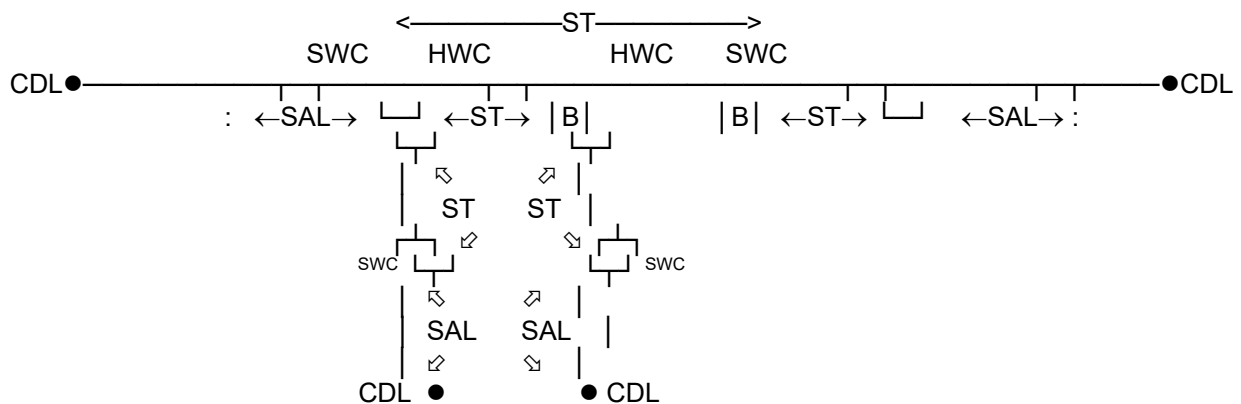 <———————ST———————>
SWC HWC HWC SWC
CDL●———————————————————————————●CDL
: ←SAL→ ←ST→ |B| |B| ←ST→ ←SAL→ :
ST ST
SWC SWC
SAL SAL
CDL ● ● CDL